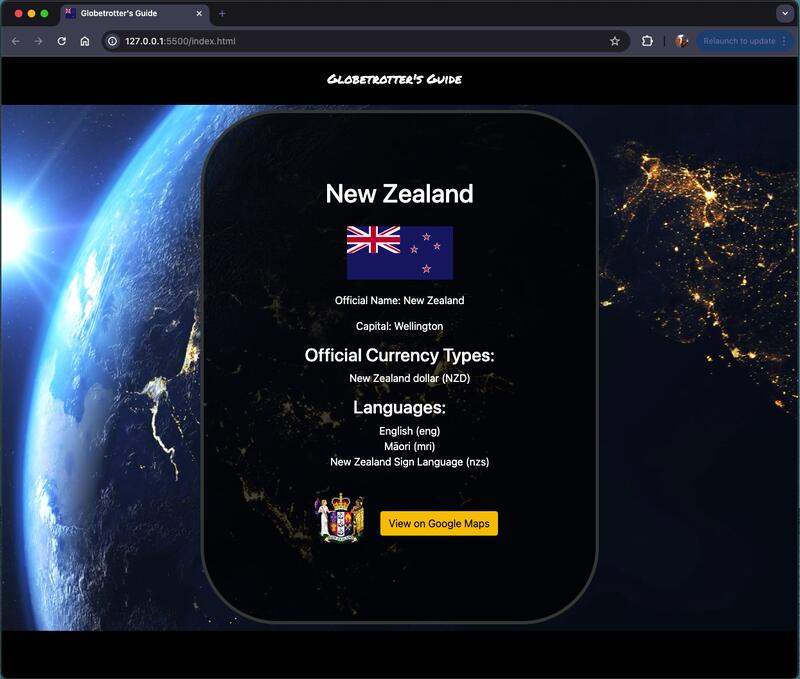 Globetrotter's Guide
127.0.0.1:5500/index.html
Relaunch to update
Globetrotter's Guide
New Zealand
Official Name: New Zealand
Capital: Wellington
Official Currency Types:
New Zealand dollar (NZD)
Languages:
English (eng)
Māori (mri)
New Zealand Sign Language (nzs)
View on Google Maps